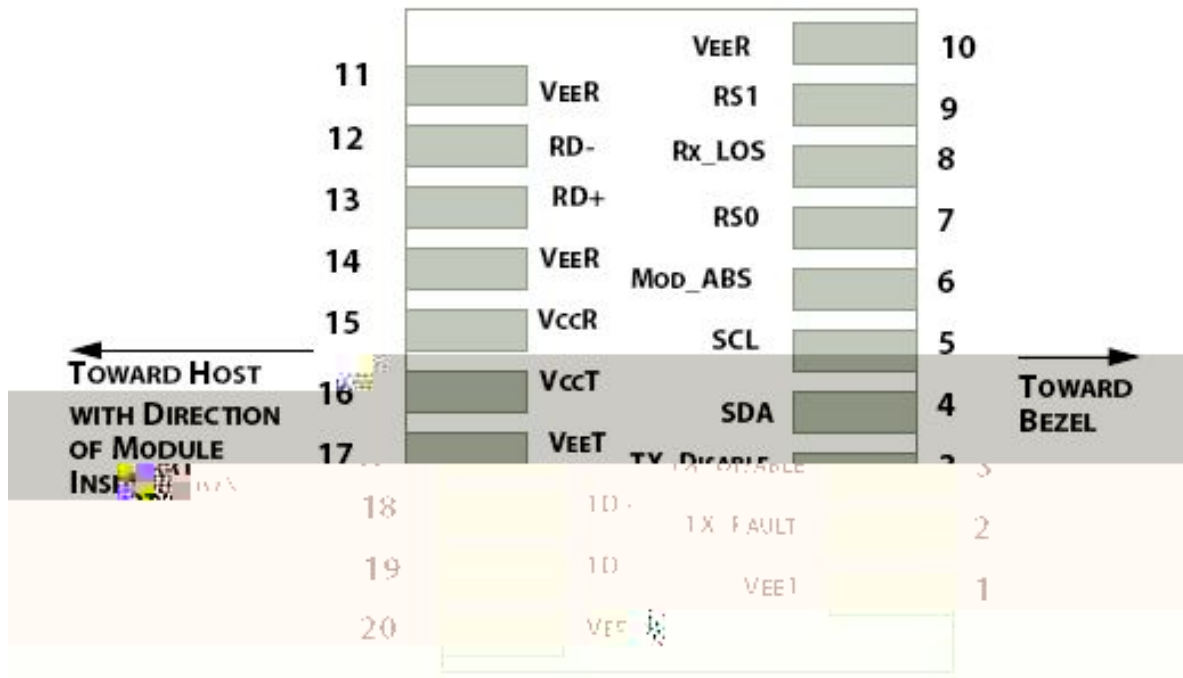 VEER 10
11 VEER
RS1 9
12 RD-
Rx_LOS 8
13 RD+
RS0 7
14 VEER
MOD_ABS 6
15 VCCR
SCL 5
TOWARD HOST
WITH DIRECTION
OF MODULE
16 VCCT
SDA 4
TOWARD
BEZEL
17 VEET
TX_DISABLE 3
18
TX_FAULT 2
19
1
20